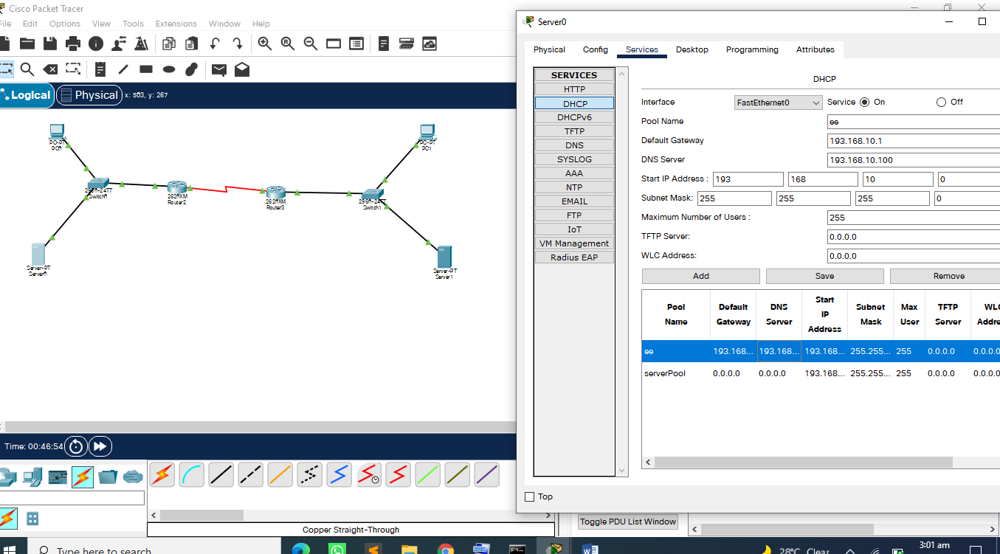 Cisco Packet Tracer
File Edit Options View Tools Extensions Window Help
Logical Physical x: 503, y: 267
PC-PT
PC0
PC-PT
PC1
2950-24TT
Switch0
2620XM
Router2
2620XM
Router3
2960-24TT
Switch1
Server-PT
Server0
Server-PT
Server1
Time: 00:46:54
Copper Straight-Through
Toggle PDU List Window
Type here to search
28°C Clear
3:01 am
Server0
Physical Config Services Desktop Programming Attributes
SERVICES
HTTP
DHCP
DHCPv6
TFTP
DNS
SYSLOG
AAA
NTP
EMAIL
FTP
IoT
VM Management
Radius EAP
DHCP
Interface FastEthernet0 Service On Off
Pool Name ee
Default Gateway 193.168.10.1
DNS Server 193.168.10.100
Start IP Address : 193 168 10 0
Subnet Mask: 255 255 255 0
Maximum Number of Users : 255
TFTP Server: 0.0.0.0
WLC Address: 0.0.0.0
Add Save Remove
Pool Name Default Gateway DNS Server Start IP Address Subnet Mask Max User TFTP Server WLC Addre
ee 193.168... 193.168... 193.168... 255.255... 255 0.0.0.0 0.0.0.0
serverPool 0.0.0.0 0.0.0.0 193.168... 255.255... 255 0.0.0.0 0.0.0.0
Top